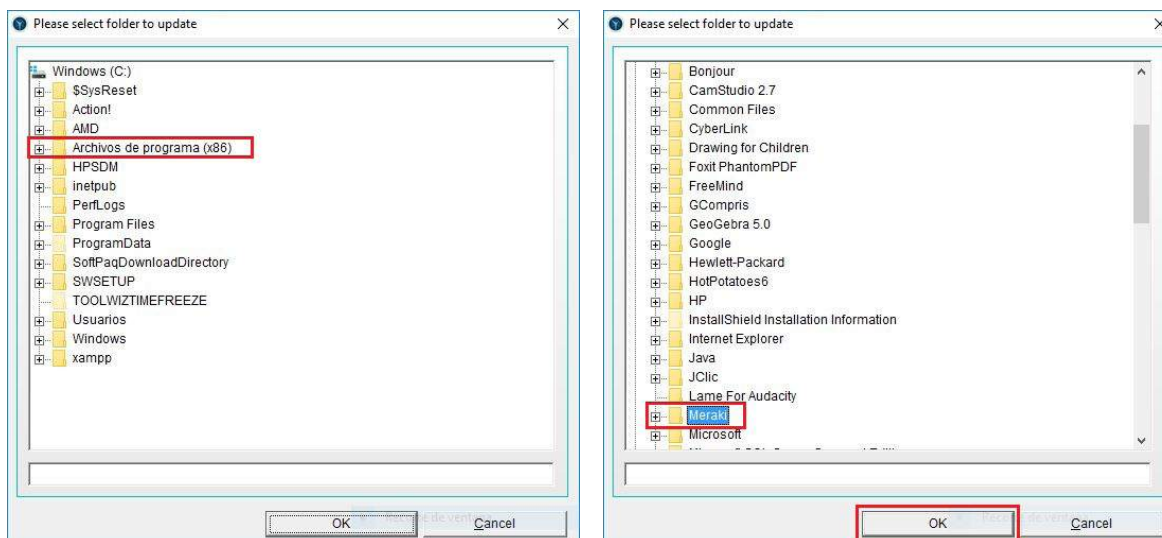 Please select folder to update
Windows (C:)
$SysReset
Action!
AMD
Archivos de programa (x86)
HPSDM
inetpub
PerfLogs
Program Files
ProgramData
SoftPaqDownloadDirectory
SWSETUP
TOOLWIZTIMEFREEZE
Usuarios
Windows
xampp
OK
Cancel
Please select folder to update
Bonjour
CamStudio 2.7
Common Files
CyberLink
Drawing for Children
Foxit PhantomPDF
FreeMind
GCompris
GeoGebra 5.0
Google
Hewlett-Packard
HotPotatoes6
HP
InstallShield Installation Information
Internet Explorer
Java
JClic
Lame For Audacity
Meraki
Microsoft
OK
Cancel